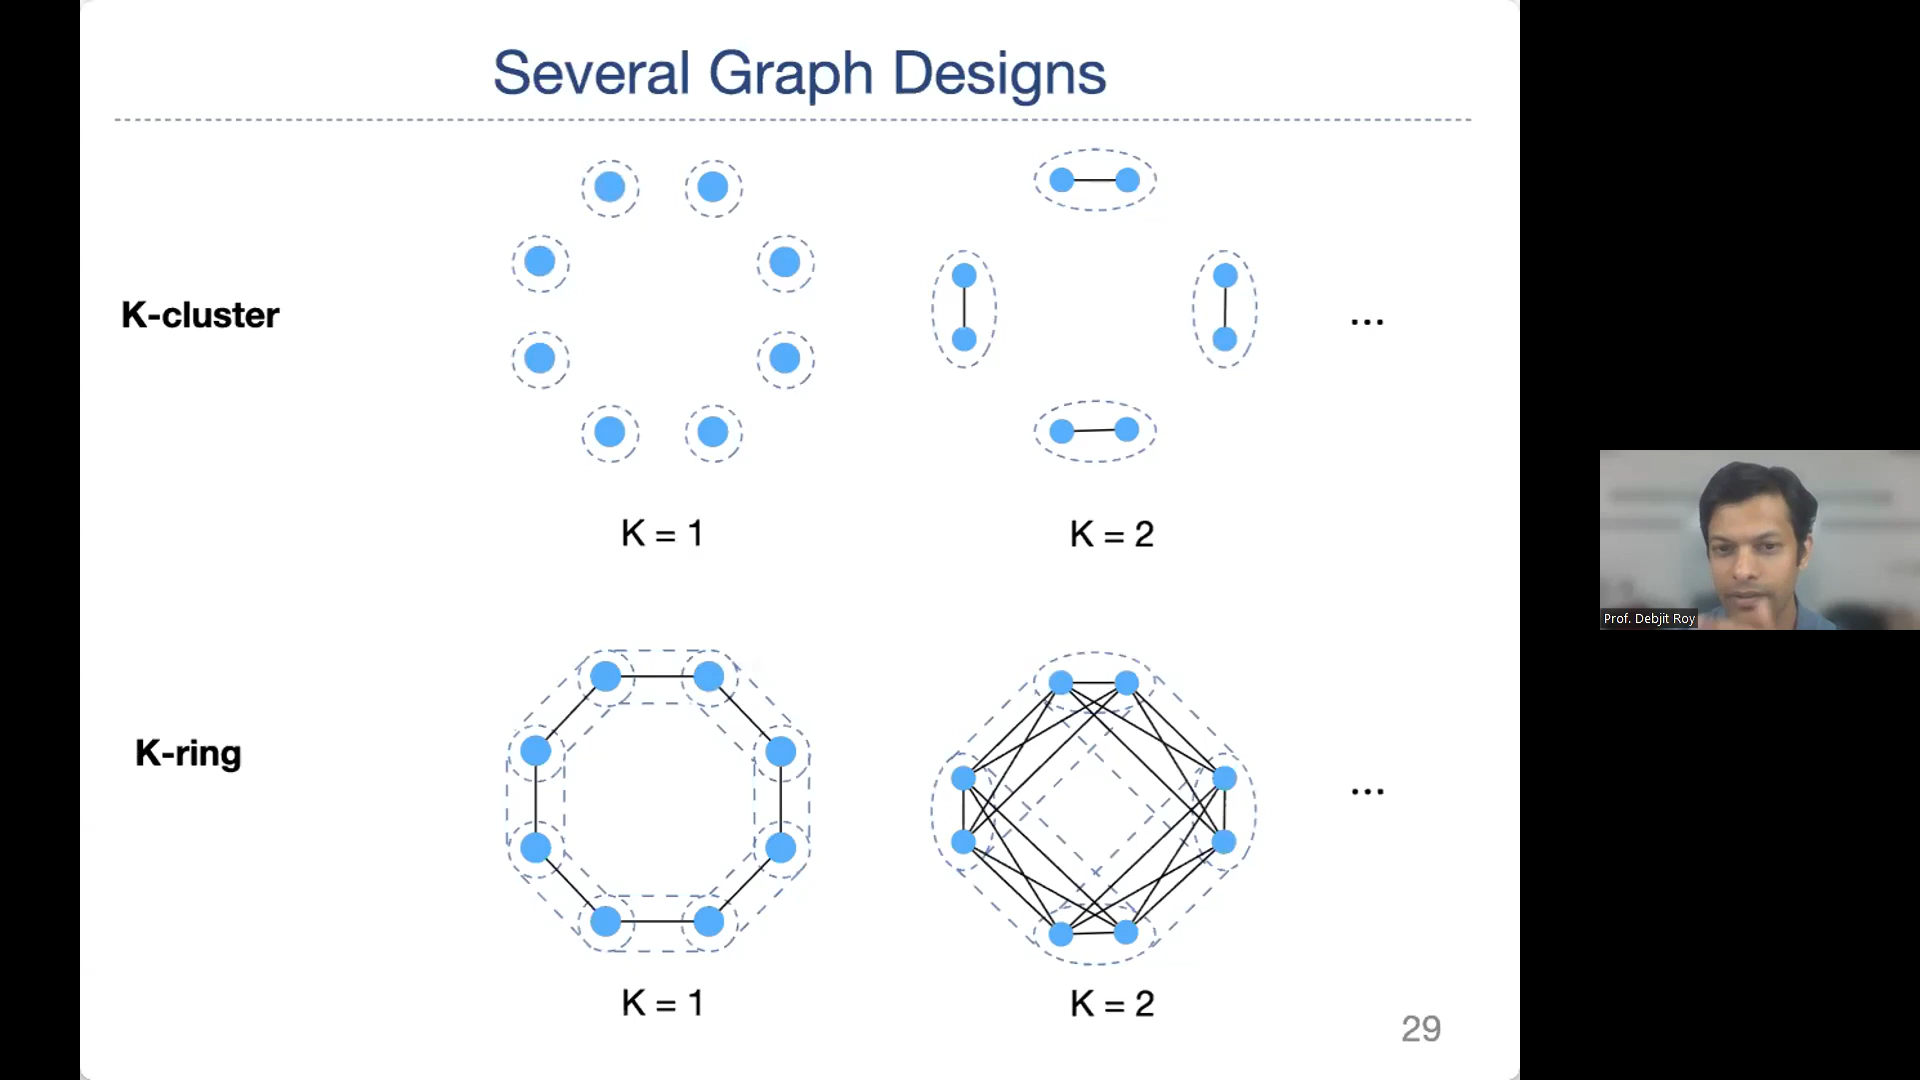 Several Graph Designs
K-cluster
...
K = 1
K = 2
K-ring
...
K = 1
K = 2
29
Prof. Debjit Roy